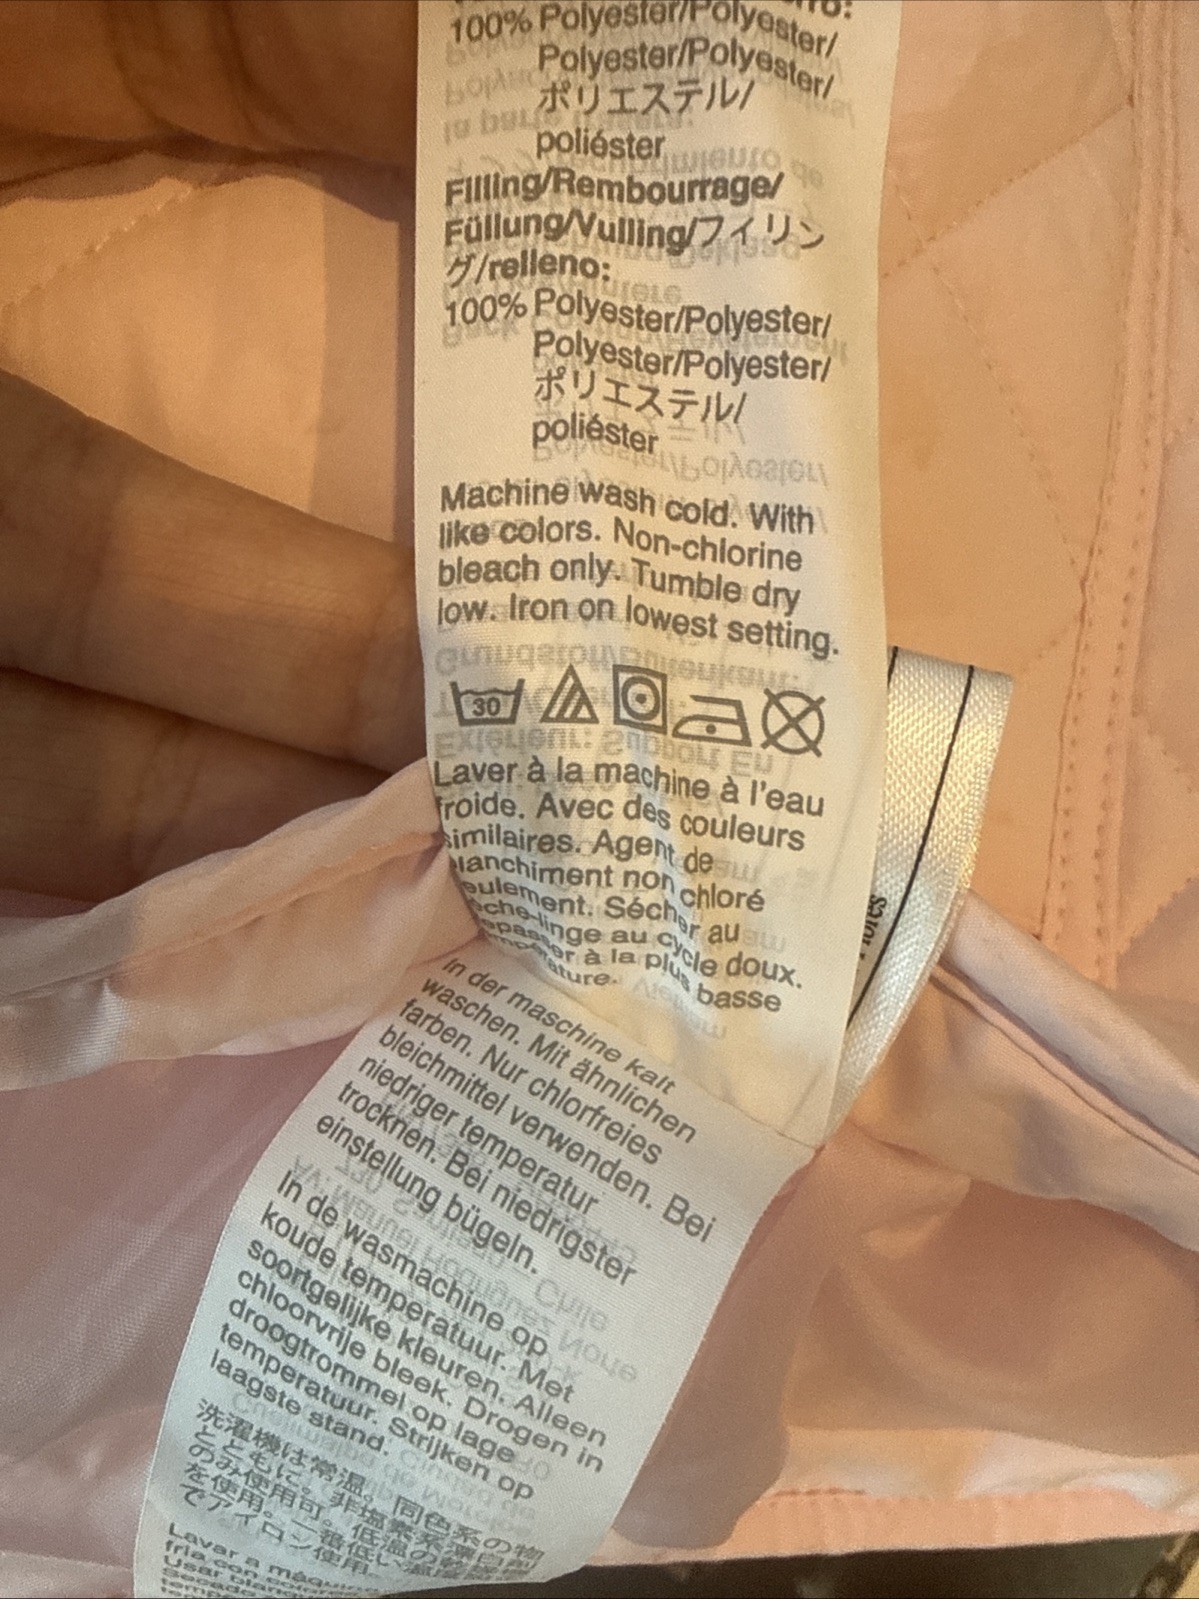 100% Polyester/Polyester/
Polyester/Polyester/
ポリエステル/
poliéster
Filling/Rembourrage/
Füllung/Vulling/フィリン
グ/relleno:
100% Polyester/Polyester/
Polyester/Polyester/
ポリエステル/
poliéster
Machine wash cold. With
like colors. Non-chlorine
bleach only. Tumble dry
low. Iron on lowest setting.
30
Laver à la machine à l'eau
froide. Avec des couleurs
similaires. Agent de
blanchiment non chloré
seulement. Sécher au
sèche-linge au cycle doux.
repasser à la plus basse
température.
In der maschine kalt
waschen. Mit ähnlichen
farben. Nur chlorfreies
bleichmittel verwenden. Bei
niedriger temperatur
trocknen. Bei niedrigster
einstellung bügeln.
In de wasmachine op
koude temperatuur. Met
soortgelijke kleuren. Alleen
chloorvrije bleek. Drogen in
droogtrommel op lage
temperatuur. Strijken op
laagste stand.
洗濯機は常温。同色系の物
とともに。非塩素系漂白剤
のみ使用可。低温の乾燥機
を使用。一番低い温度
でアイロン使用。
Lavar a máquina
fria con colores
Usar